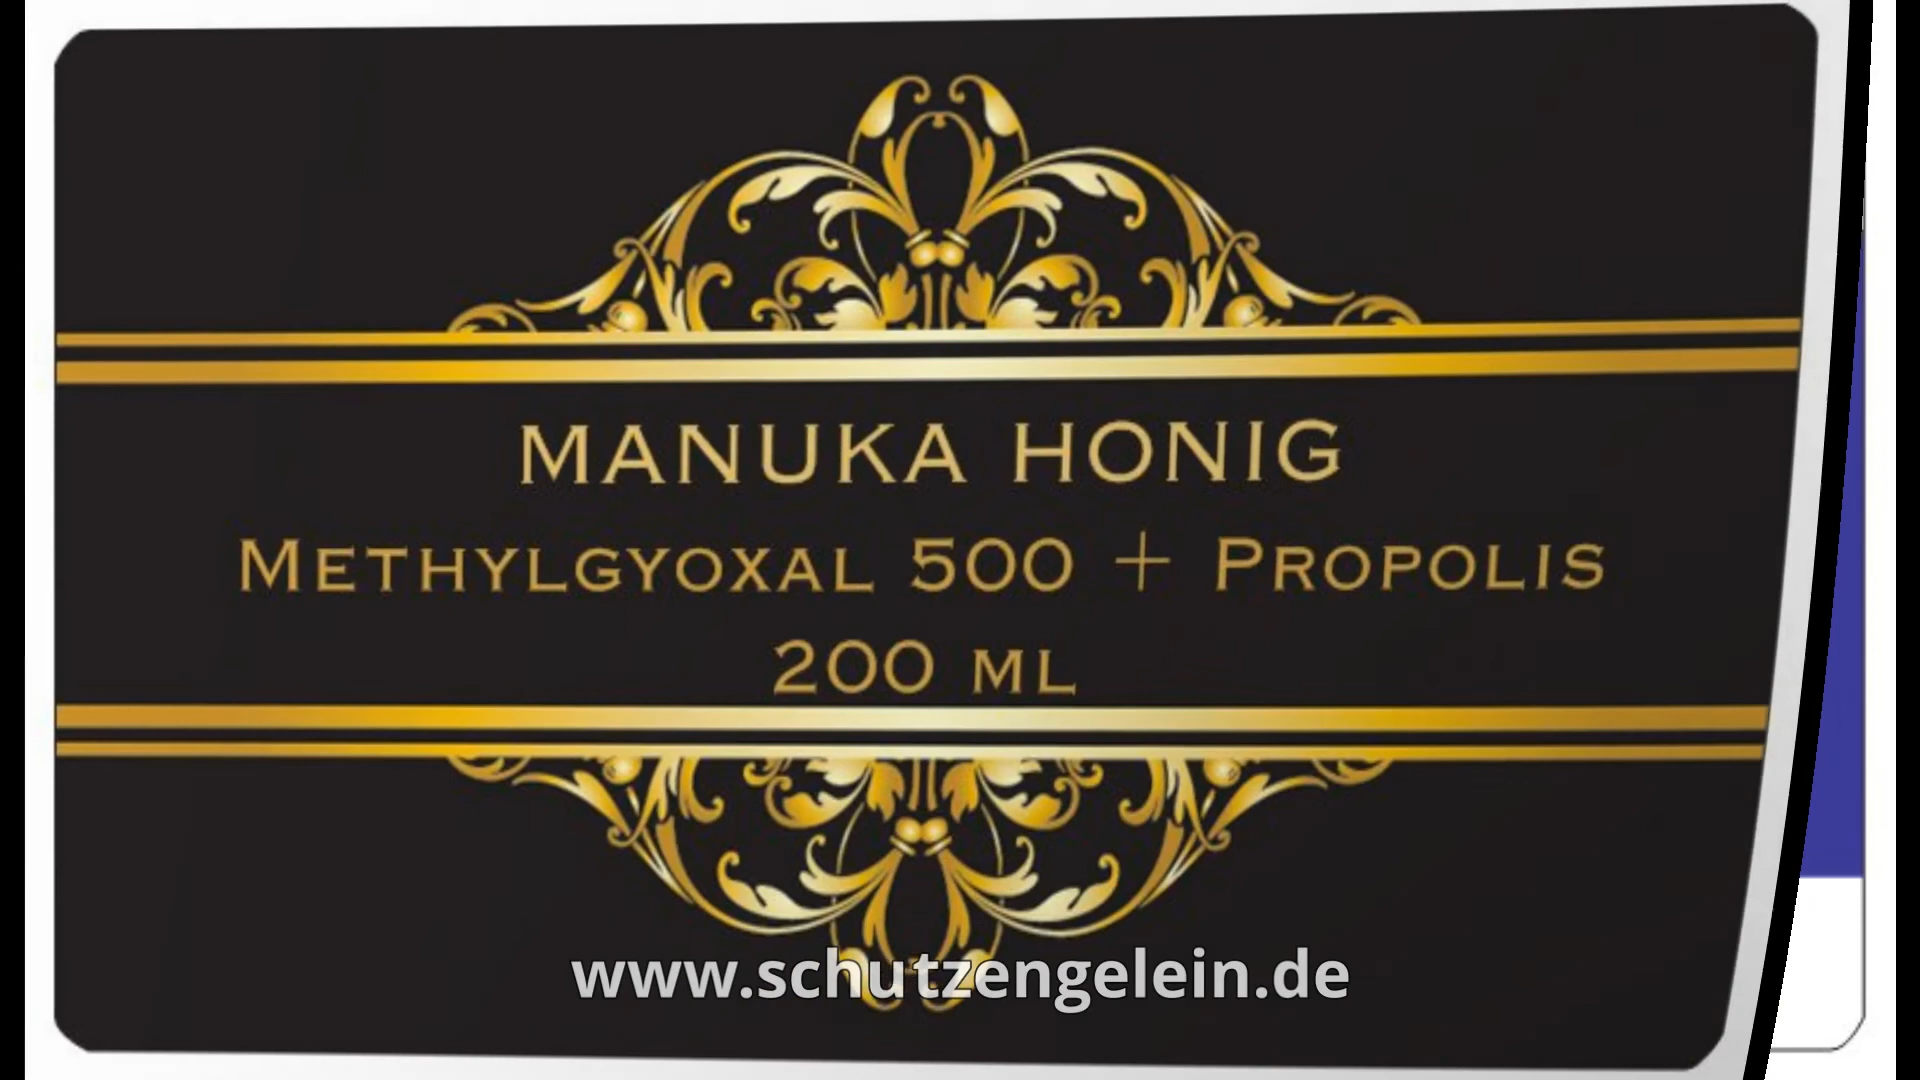 MANUKA HONIG
METHYLGYOXAL 500 + PROPOLIS
200 ML
www.schutzengelein.de